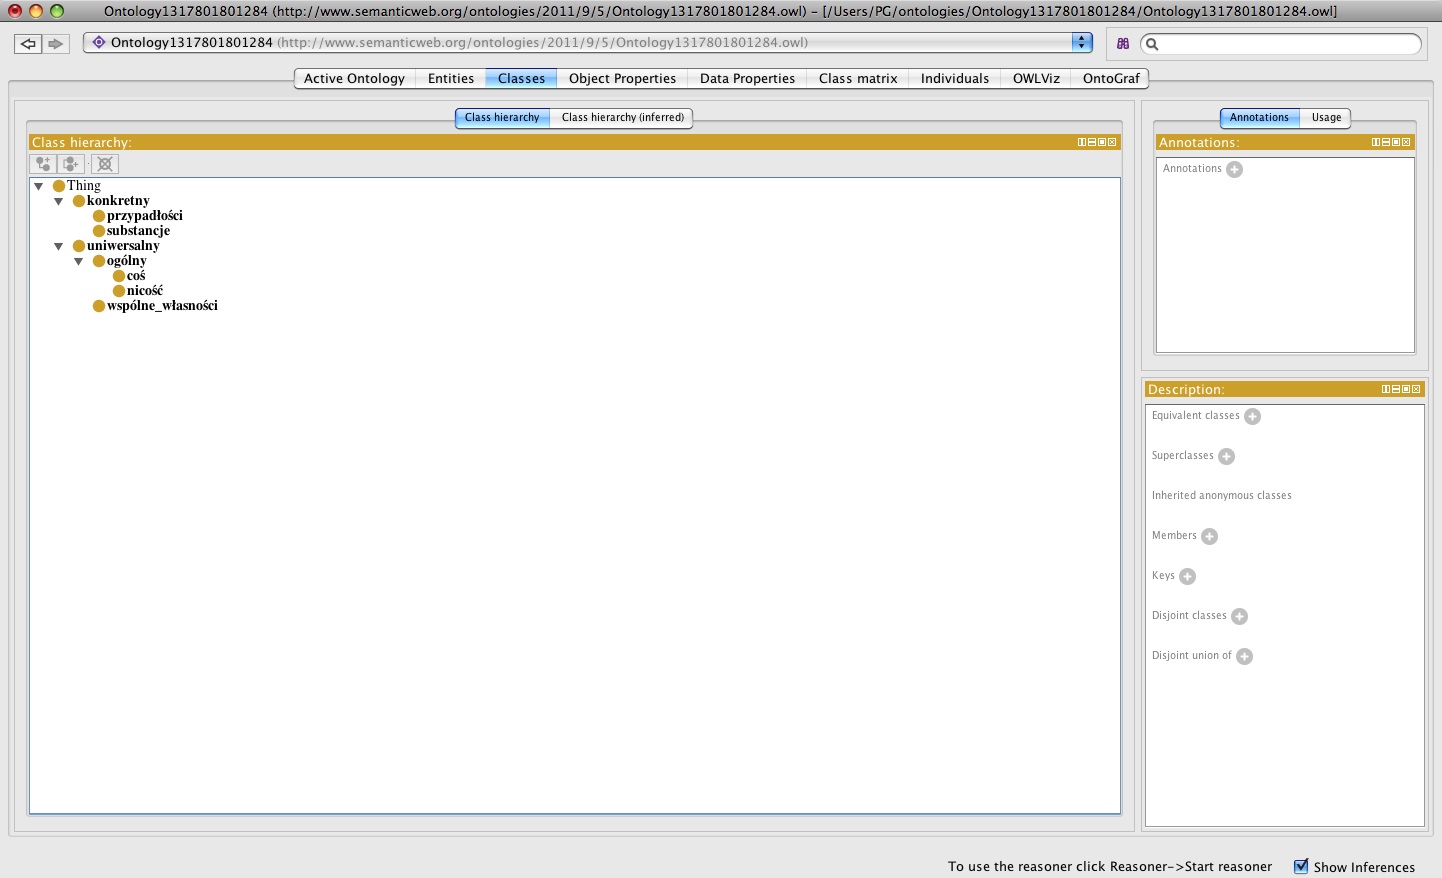 Ontology1317801801284 (http://www.semanticweb.org/ontologies/2011/9/5/Ontology1317801801284.owl) – [/Users/PG/ontologies/Ontology1317801801284/Ontology1317801801284.owl]
Ontology1317801801284 (http://www.semanticweb.org/ontologies/2011/9/5/Ontology1317801801284.owl)
Active Ontology Entities Classes Object Properties Data Properties Class matrix Individuals OWLViz OntoGraf
Class hierarchy Class hierarchy (inferred)
Class hierarchy:
Thing
konkretny
przypadłości
substancje
uniwersalny
ogólny
coś
nicość
wspólne_własności
Annotations Usage
Annotations:
Annotations
Description:
Equivalent classes
Superclasses
Inherited anonymous classes
Members
Keys
Disjoint classes
Disjoint union of
To use the reasoner click Reasoner->Start reasoner Show Inferences